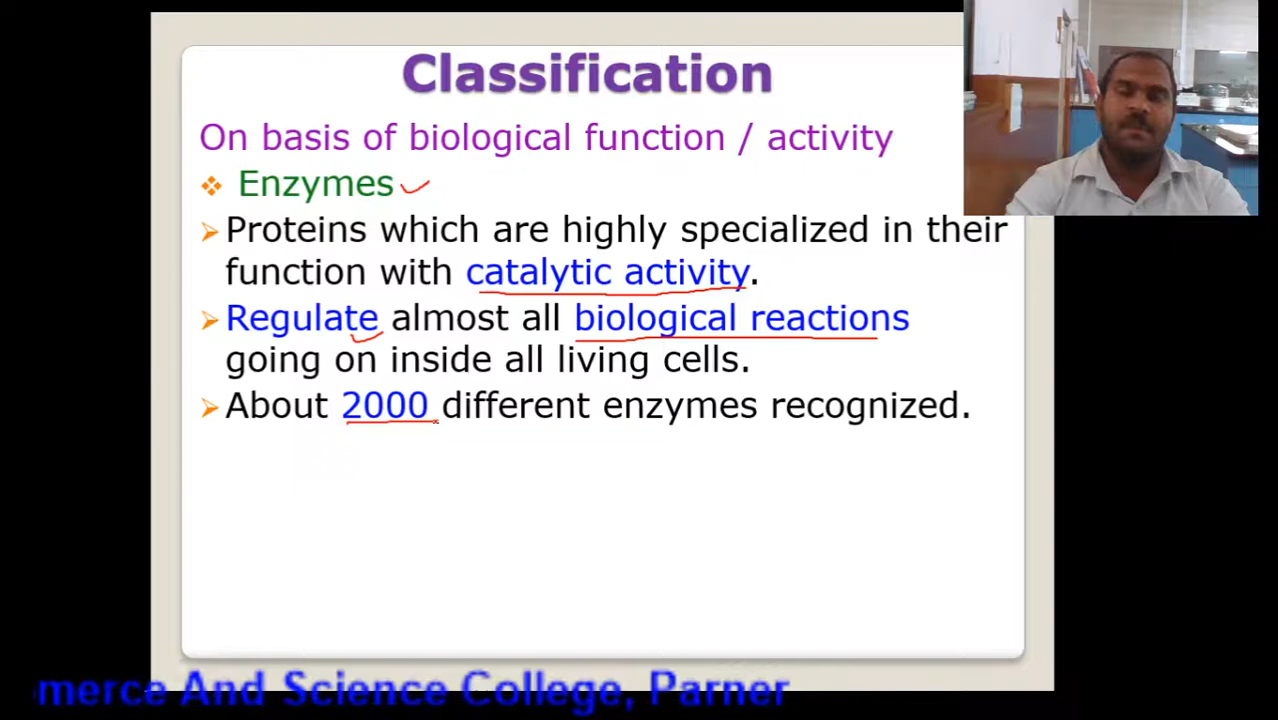 Classification
On basis of biological function / activity
Enzymes
Proteins which are highly specialized in their
function with catalytic activity.
Regulate almost all biological reactions
going on inside all living cells.
About 2000 different enzymes recognized.
And Science College, Parner